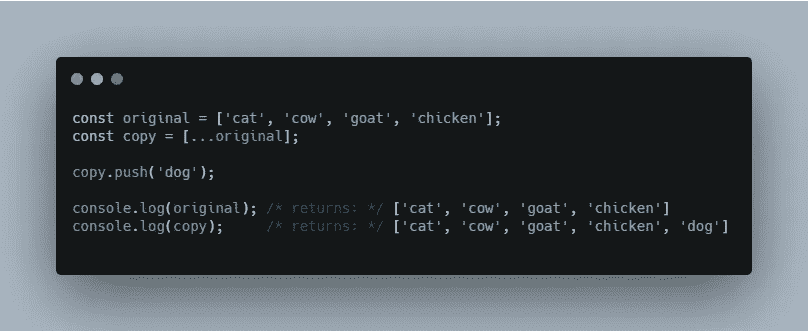 const original = ['cat', 'cow', 'goat', 'chicken'];
const copy = [...original];
copy.push('dog');
console.log(original); /* returns: */ ['cat', 'cow', 'goat', 'chicken']
console.log(copy);     /* returns: */ ['cat', 'cow', 'goat', 'chicken', 'dog']